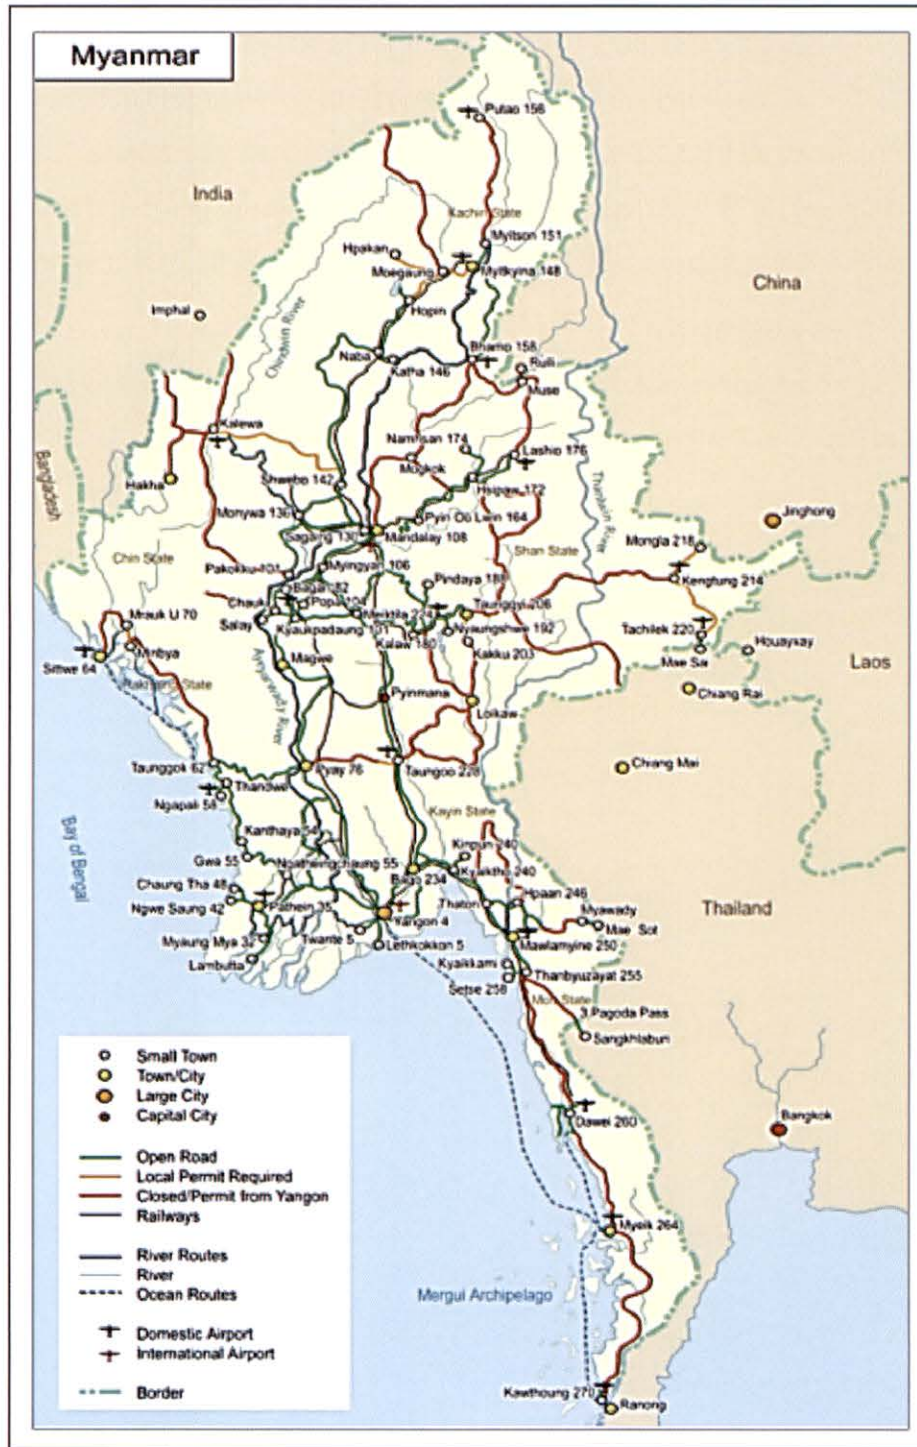 Myanmar
Putao 156
India
Kachin State
Myitson 151
Hpakan
Moegaung
Myitkyina 148
China
Imphal
Hopin
Chindwin River
Naba
Bhamo 158
Katha 146
Ruili
Muse
Kalewa
Namhsan 174
Lashio 176
Bangladesh
Mogkok
Hakha
Shwebo 142
Hsipaw 172
Thanlwin River
Monywa 136
Pyin Oo Lwin 164
Jinghong
Sagaing 130
Mandalay 108
Shan State
Mongla 218
Chin State
Myingyan 106
Pakokku 101
Pindaya 188
Kengtung 214
Bagan 82
Chauk
Popa 104
Meiktila 224
Taunggyi 206
Mrauk U 70
Salay
Kyaukpadaung 101
Nyaungshwe 192
Tachilek 220
Kalaw 180
Houayxay
Minbya
Kakku 203
Mae Sai
Sittwe 64
Magwe
Laos
Rakhaing State
Ayeyarwady River
Pyinmana
Chiang Rai
Loikaw
Taunggok 62
Pyay 76
Taungoo 228
Chiang Mai
Thandwe
Ngapali 58
Kayin State
Bay of Bengal
Kanthaya 54
Kinpun 240
Gwa 55
Ngatheingchaung 55
Bago 234
Kyaikhto 240
Chaung Tha 48
Hpaan 246
Ngwe Saung 42
Pathein 35
Thaton
Myawady
Thailand
Yangon 4
Mae Sot
Myaung Mya 32
Twante 5
Lethkokkon 5
Mawlamyine 250
Lambutta
Kyaikkami
Thanbyuzayat 255
Setse 258
Mon State
3 Pagoda Pass
Sangkhlaburi
Small Town
Town/City
Large City
Capital City
Dawei 260
Bangkok
Open Road
Local Permit Required
Closed/Permit from Yangon
Railways
Myeik 264
River Routes
River
Ocean Routes
Mergui Archipelago
Domestic Airport
International Airport
Border
Kawthoung 270
Ranong